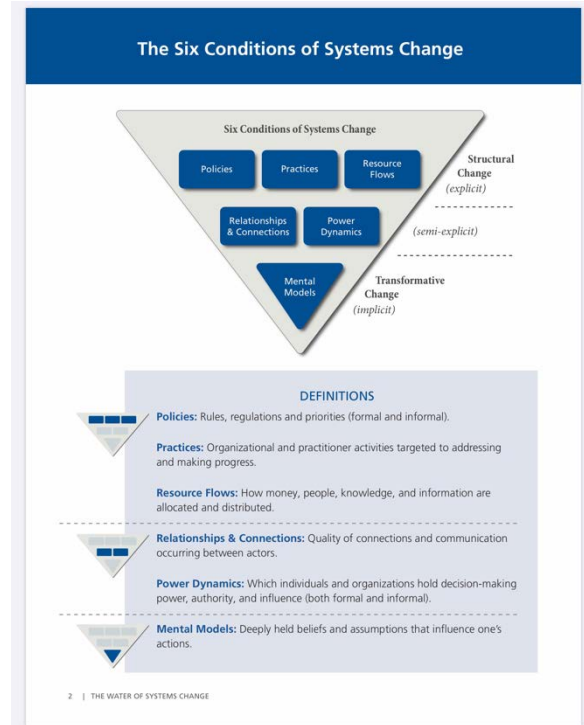 The Six Conditions of Systems Change
Six Conditions of Systems Change
Policies
Practices
Resource
Flows
Structural
Change
(explicit)
Relationships
& Connections
Power
Dynamics
(semi-explicit)
Mental
Models
Transformative
Change
(implicit)
DEFINITIONS
Policies: Rules, regulations and priorities (formal and informal).
Practices: Organizational and practitioner activities targeted to addressing
and making progress.
Resource Flows: How money, people, knowledge, and information are
allocated and distributed.
Relationships & Connections: Quality of connections and communication
occurring between actors.
Power Dynamics: Which individuals and organizations hold decision-making
power, authority, and influence (both formal and informal).
Mental Models: Deeply held beliefs and assumptions that influence one's
actions.
2 | THE WATER OF SYSTEMS CHANGE